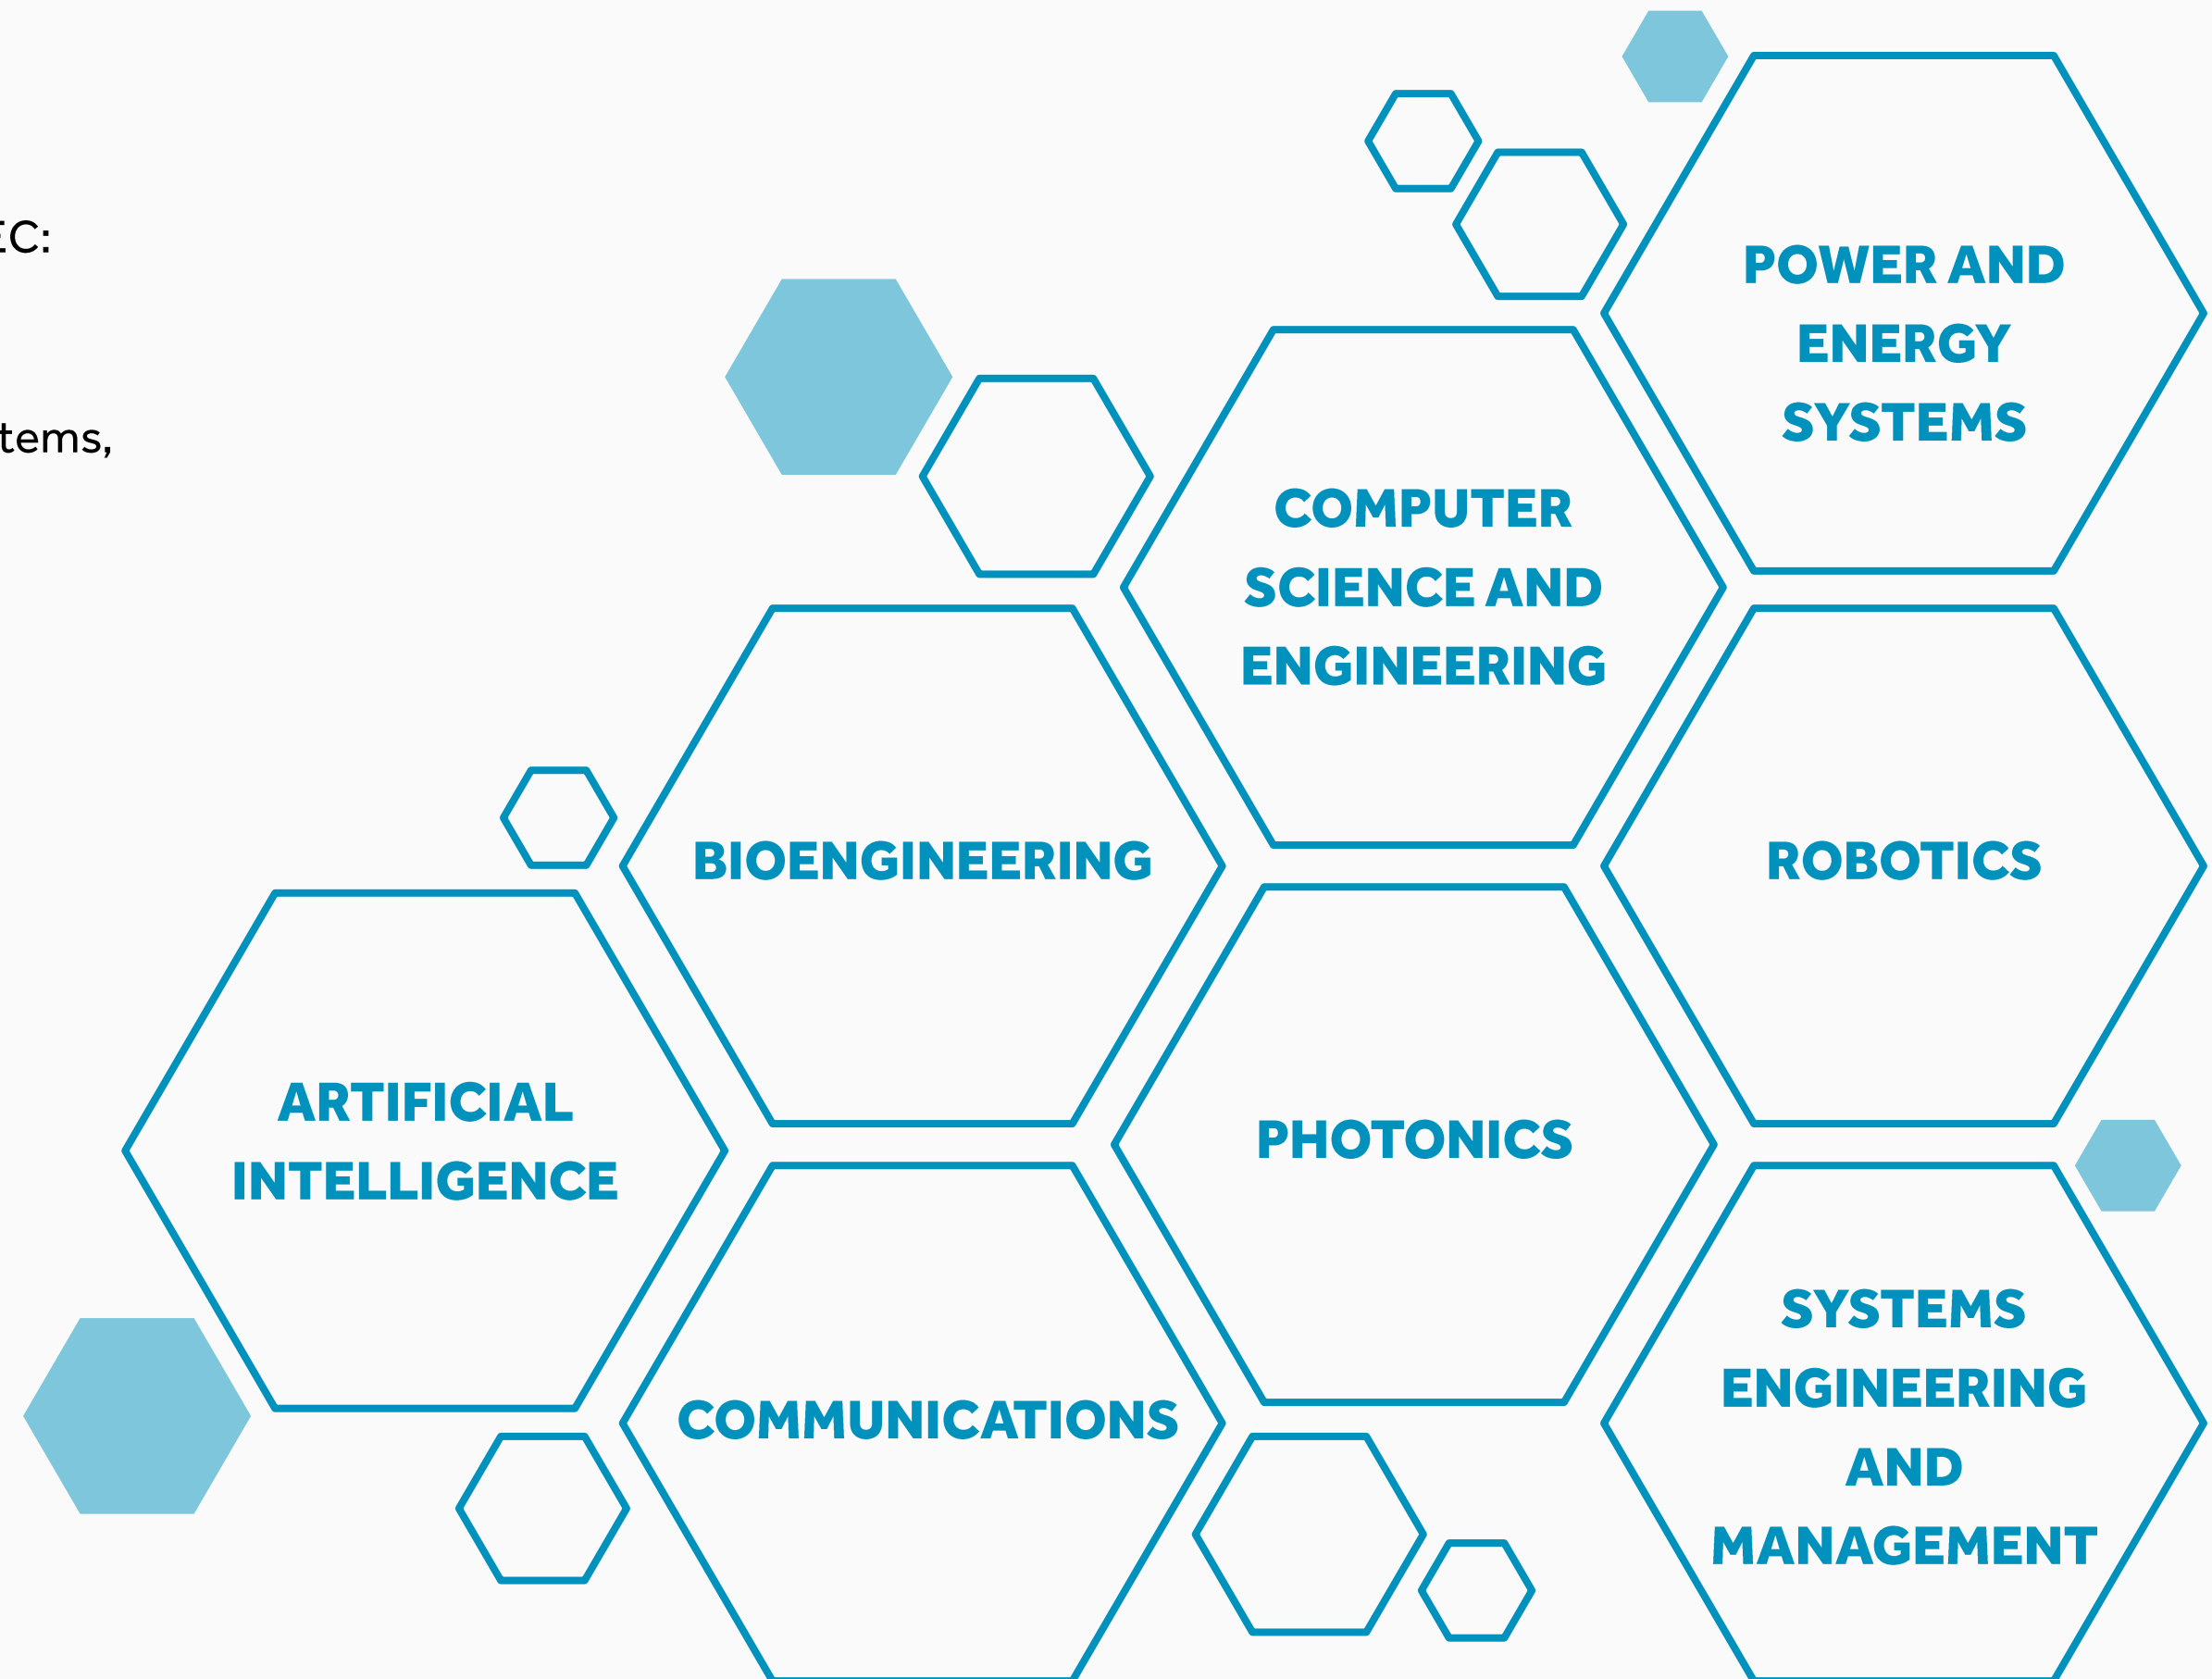 EC:
tems,
POWER AND
ENERGY
SYSTEMS
COMPUTER
SCIENCE AND
ENGINEERING
BIOENGINEERING
ROBOTICS
ARTIFICIAL
INTELLIGENCE
PHOTONICS
COMMUNICATIONS
SYSTEMS
ENGINEERING
AND
MANAGEMENT